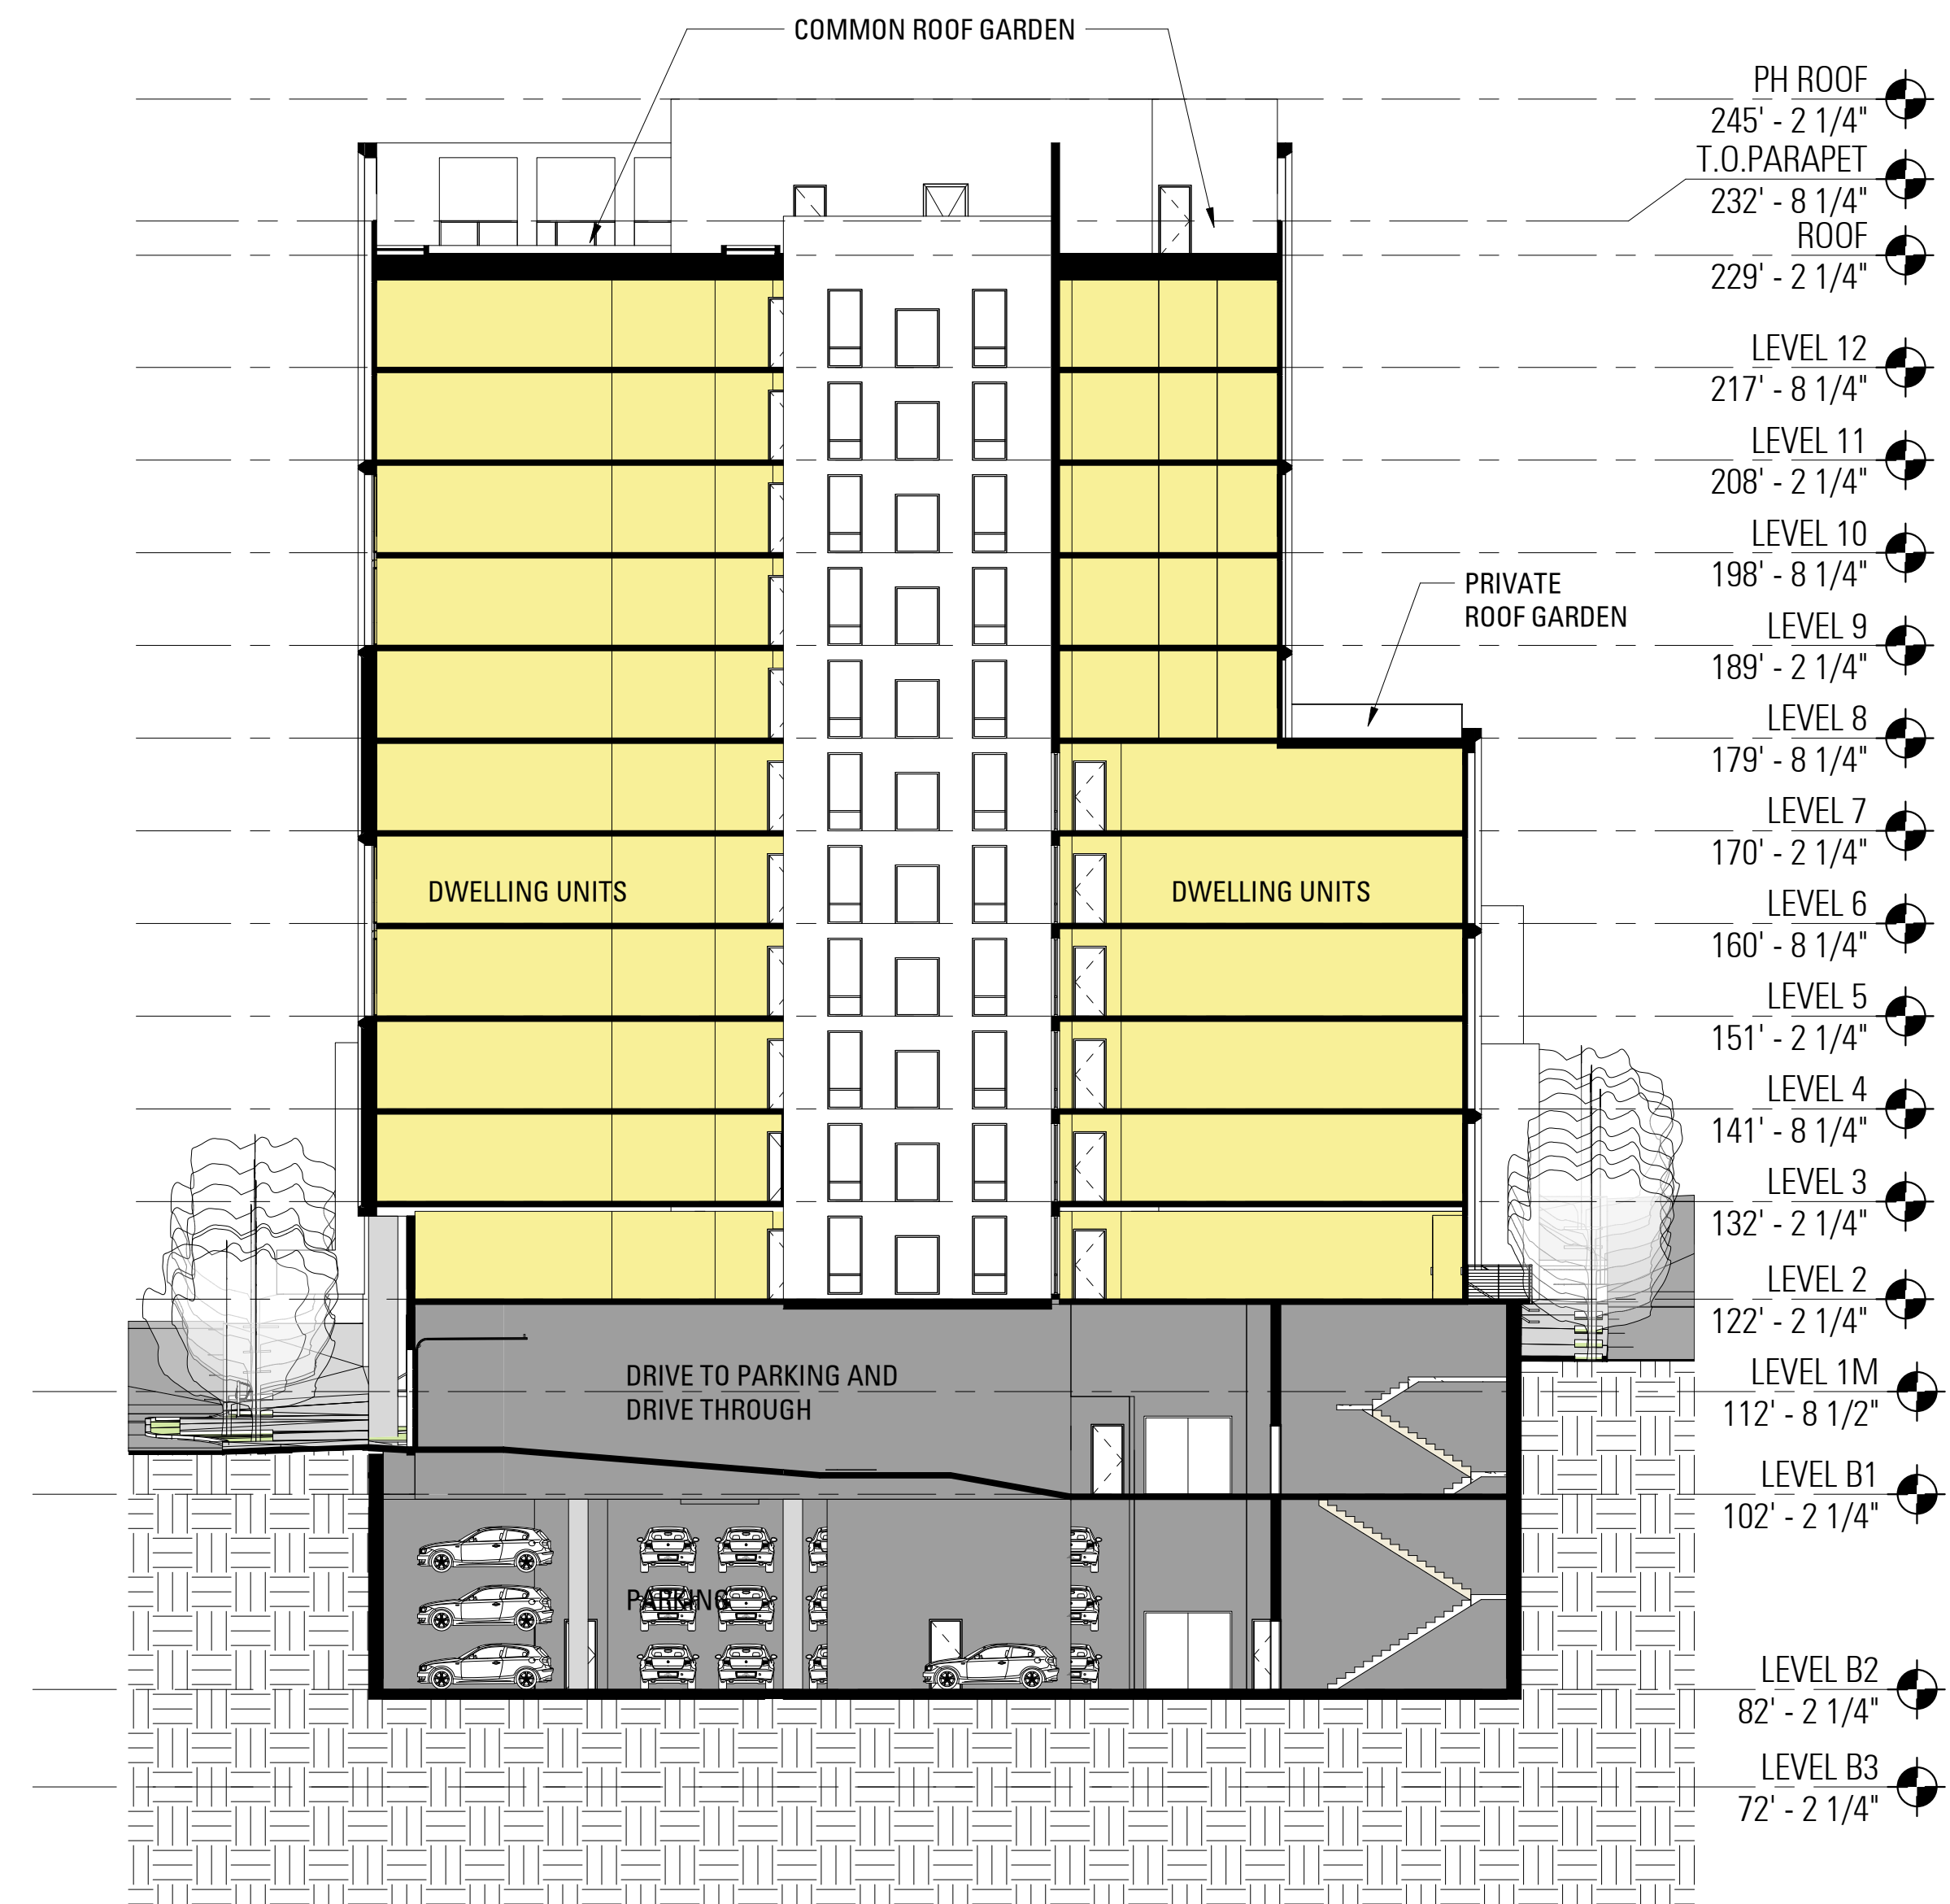 COMMON ROOF GARDEN
PH ROOF
245' - 2 1/4"
T.O.PARAPET
232' - 8 1/4"
ROOF
229' - 2 1/4"
LEVEL 12
217' - 8 1/4"
LEVEL 11
208' - 2 1/4"
LEVEL 10
198' - 8 1/4"
PRIVATE
ROOF GARDEN
LEVEL 9
189' - 2 1/4"
LEVEL 8
179' - 8 1/4"
LEVEL 7
170' - 2 1/4"
DWELLING UNITS
DWELLING UNITS
LEVEL 6
160' - 8 1/4"
LEVEL 5
151' - 2 1/4"
LEVEL 4
141' - 8 1/4"
LEVEL 3
132' - 2 1/4"
LEVEL 2
122' - 2 1/4"
DRIVE TO PARKING AND
DRIVE THROUGH
LEVEL 1M
112' - 8 1/2"
LEVEL B1
102' - 2 1/4"
PARKING
LEVEL B2
82' - 2 1/4"
LEVEL B3
72' - 2 1/4"